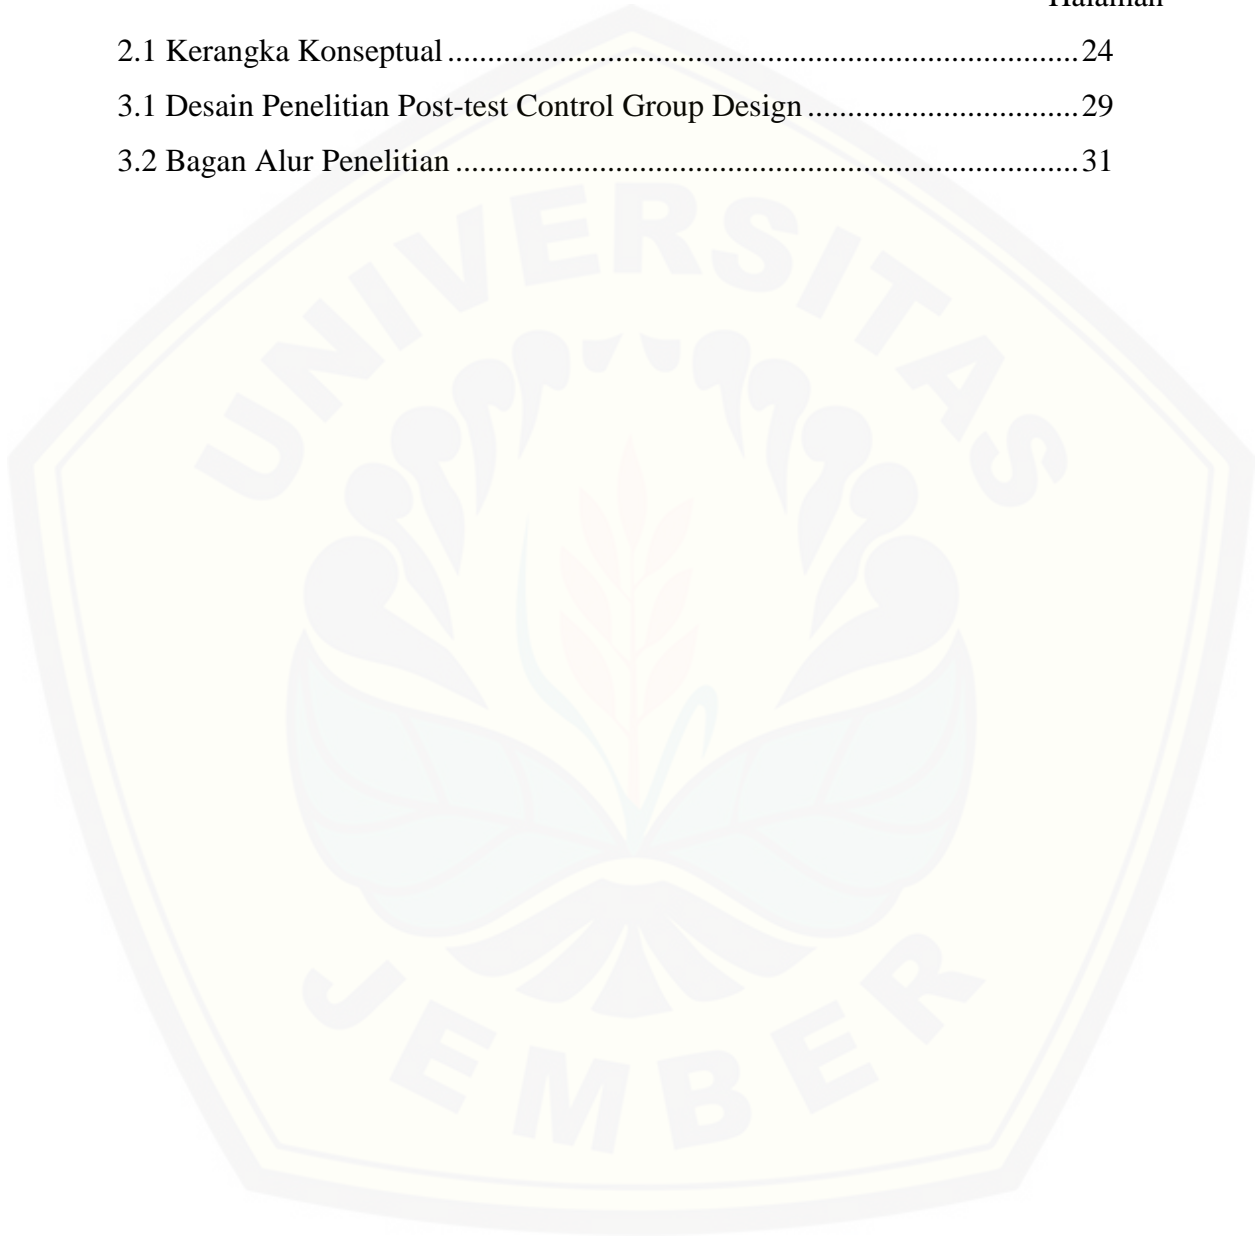 Halaman
2.1 Kerangka Konseptual..............................................................................24
3.1 Desain Penelitian Post-test Control Group Design.................................29
3.2 Bagan Alur Penelitian.............................................................................31
UNIVERSITAS
JEMBER